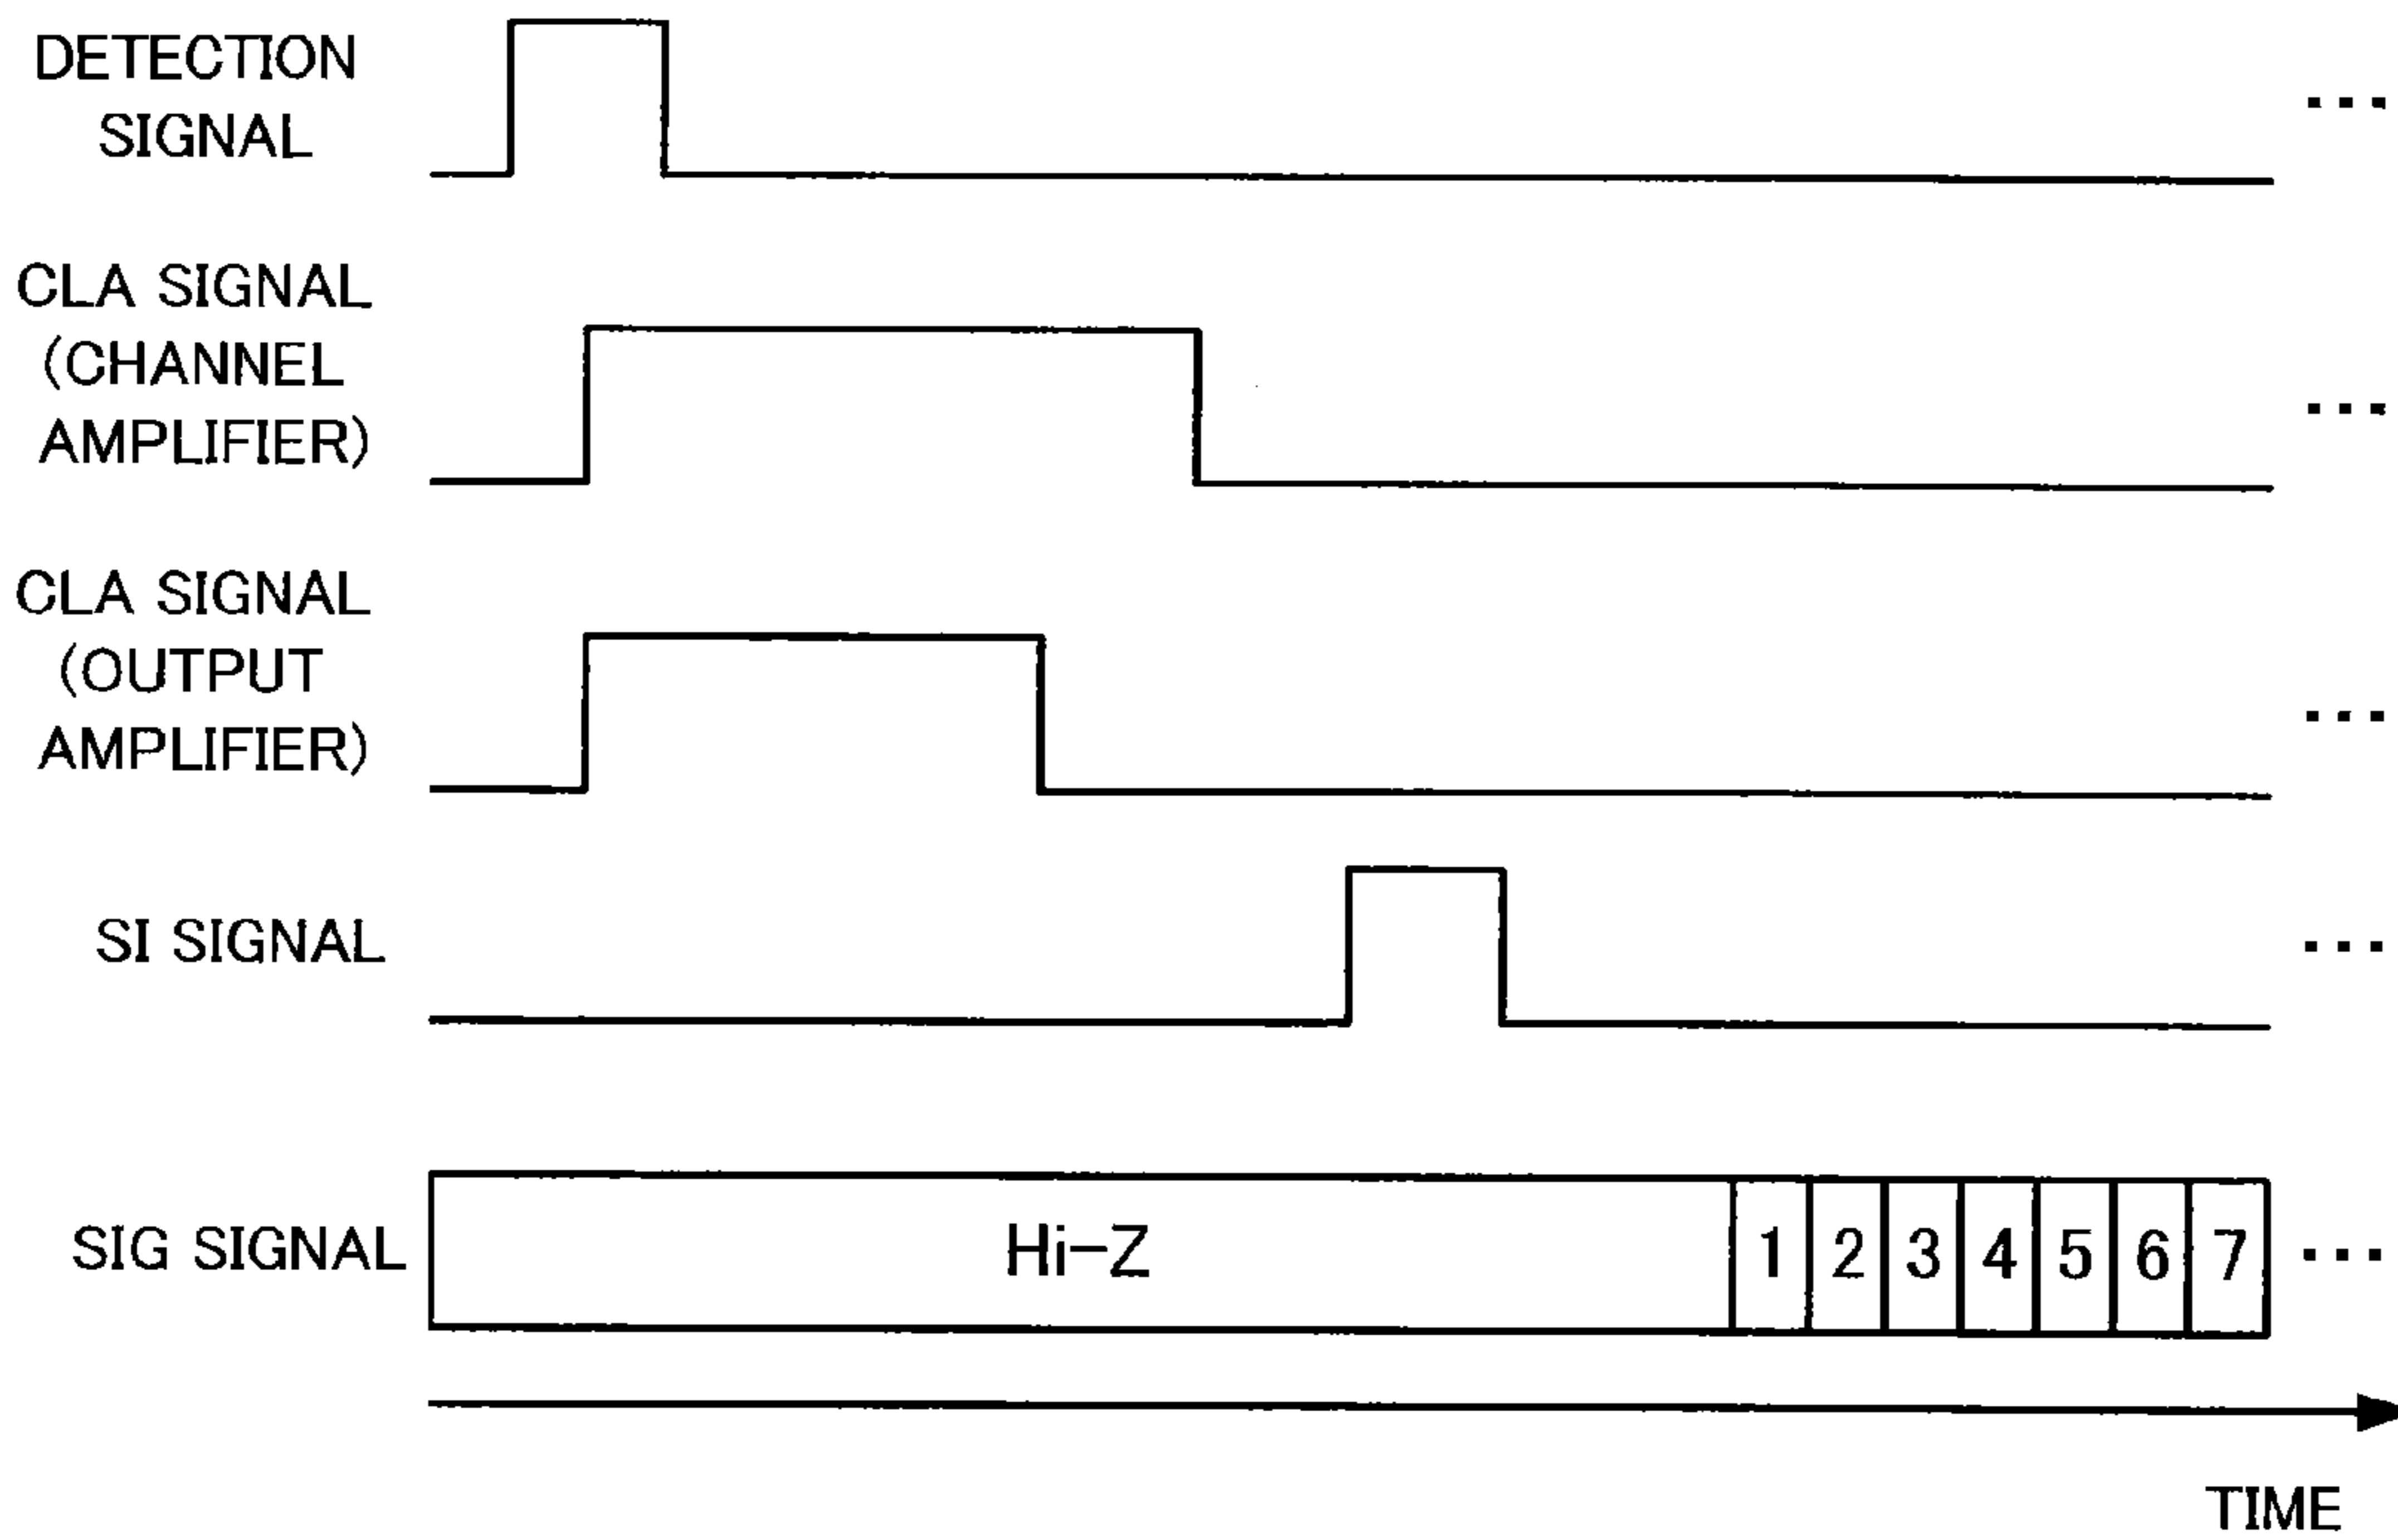 DETECTION
SIGNAL
...
CLA SIGNAL
(CHANNEL
AMPLIFIER)
...
CLA SIGNAL
(OUTPUT
AMPLIFIER)
...
SI SIGNAL
...
SIG SIGNAL
Hi-Z
1 2 3 4 5 6 7 ...
TIME